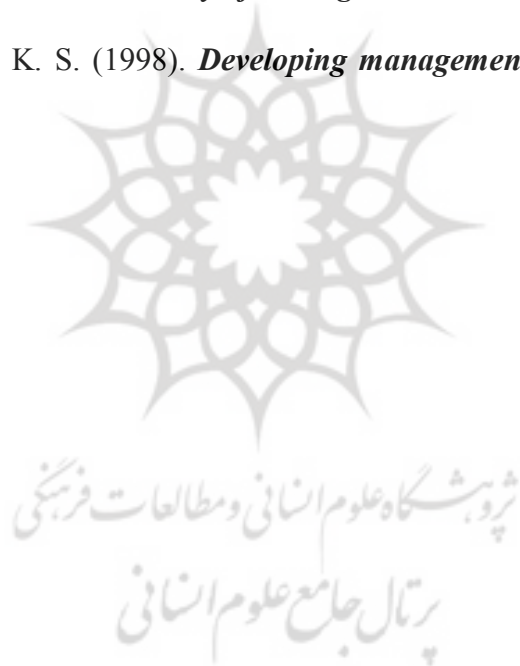 K. S. (1998). Developing managemen
پژوهشگاه علوم انسانی و مطالعات فرهنگی
پرتال جامع علوم انسانی